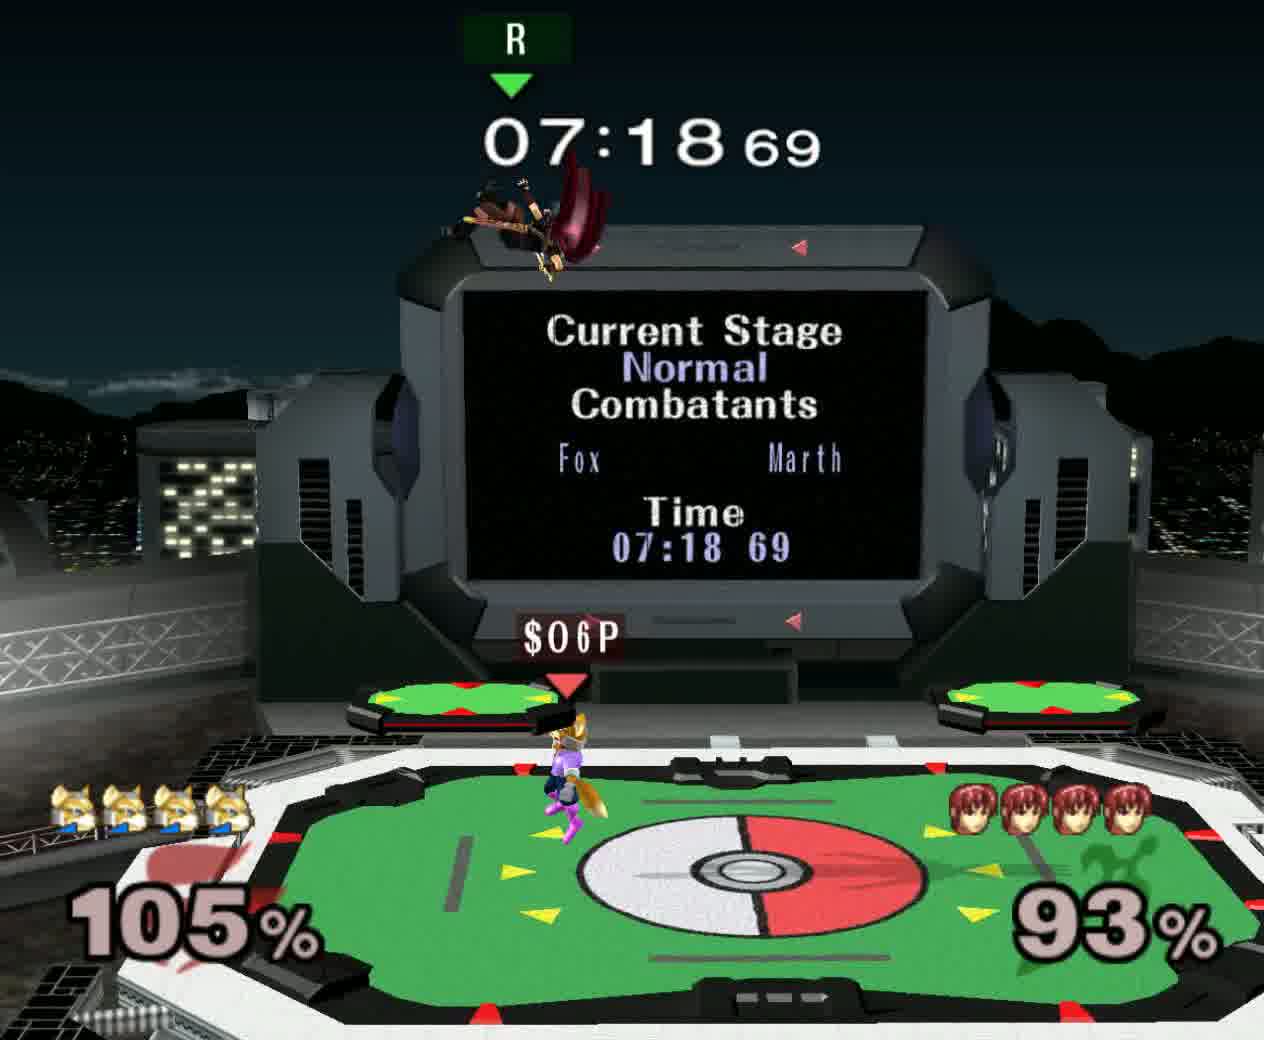 R
07:18 69
Current Stage
Normal
Combatants
Fox Marth
Time
07:18 69
$06P
105%
93%